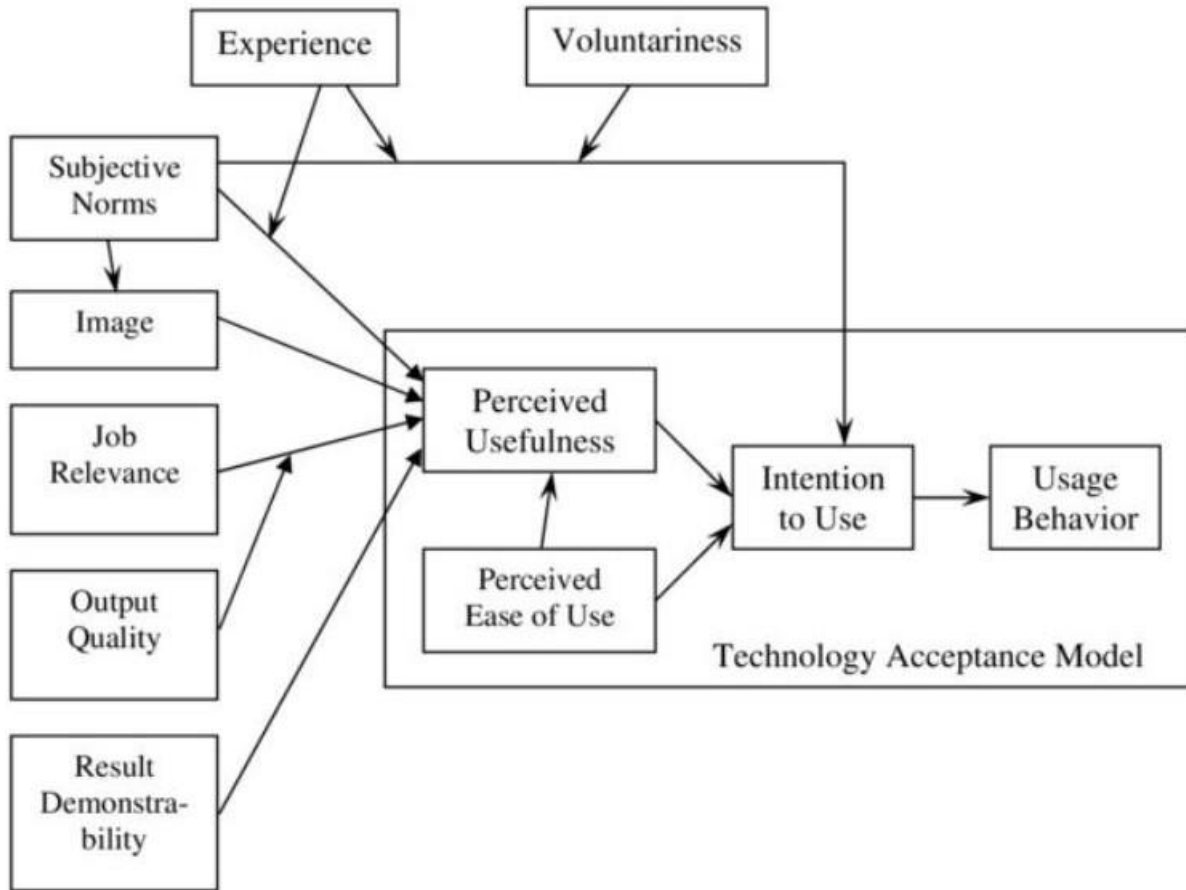 Experience
Voluntariness
Subjective
Norms
Image
Job
Relevance
Output
Quality
Result
Demonstra-
bility
Perceived
Usefulness
Perceived
Ease of Use
Intention
to Use
Usage
Behavior
Technology Acceptance Model